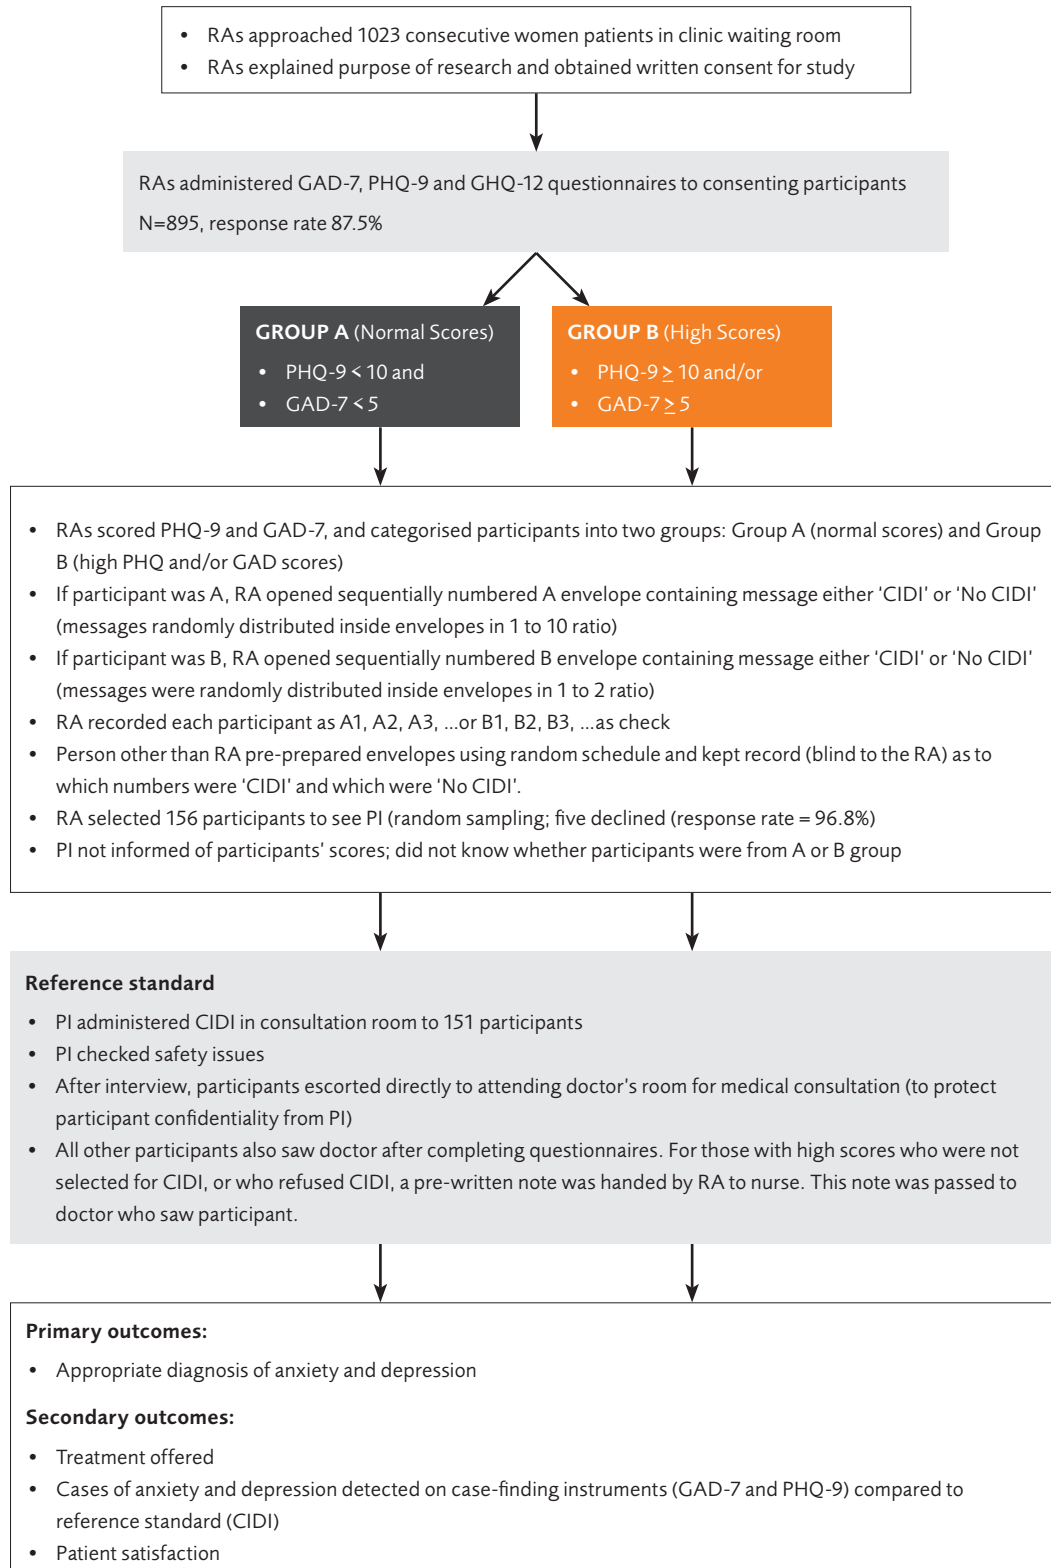 • RAs approached 1023 consecutive women patients in clinic waiting room
• RAs explained purpose of research and obtained written consent for study
RAs administered GAD-7, PHQ-9 and GHQ-12 questionnaires to consenting participants
N=895, response rate 87.5%
GROUP A (Normal Scores)
• PHQ-9 < 10 and
• GAD-7 < 5
GROUP B (High Scores)
• PHQ-9 ≥ 10 and/or
• GAD-7 ≥ 5
• RAs scored PHQ-9 and GAD-7, and categorised participants into two groups: Group A (normal scores) and Group
B (high PHQ and/or GAD scores)
• If participant was A, RA opened sequentially numbered A envelope containing message either ‘CIDI’ or ‘No CIDI’
(messages randomly distributed inside envelopes in 1 to 10 ratio)
• If participant was B, RA opened sequentially numbered B envelope containing message either ‘CIDI’ or ‘No CIDI’
(messages were randomly distributed inside envelopes in 1 to 2 ratio)
• RA recorded each participant as A1, A2, A3, ...or B1, B2, B3, ...as check
• Person other than RA pre-prepared envelopes using random schedule and kept record (blind to the RA) as to
which numbers were ‘CIDI’ and which were ‘No CIDI’.
• RA selected 156 participants to see PI (random sampling; five declined (response rate = 96.8%)
• PI not informed of participants’ scores; did not know whether participants were from A or B group
Reference standard
• PI administered CIDI in consultation room to 151 participants
• PI checked safety issues
• After interview, participants escorted directly to attending doctor’s room for medical consultation (to protect
participant confidentiality from PI)
• All other participants also saw doctor after completing questionnaires. For those with high scores who were not
selected for CIDI, or who refused CIDI, a pre-written note was handed by RA to nurse. This note was passed to
doctor who saw participant.
Primary outcomes:
• Appropriate diagnosis of anxiety and depression
Secondary outcomes:
• Treatment offered
• Cases of anxiety and depression detected on case-finding instruments (GAD-7 and PHQ-9) compared to
reference standard (CIDI)
• Patient satisfaction